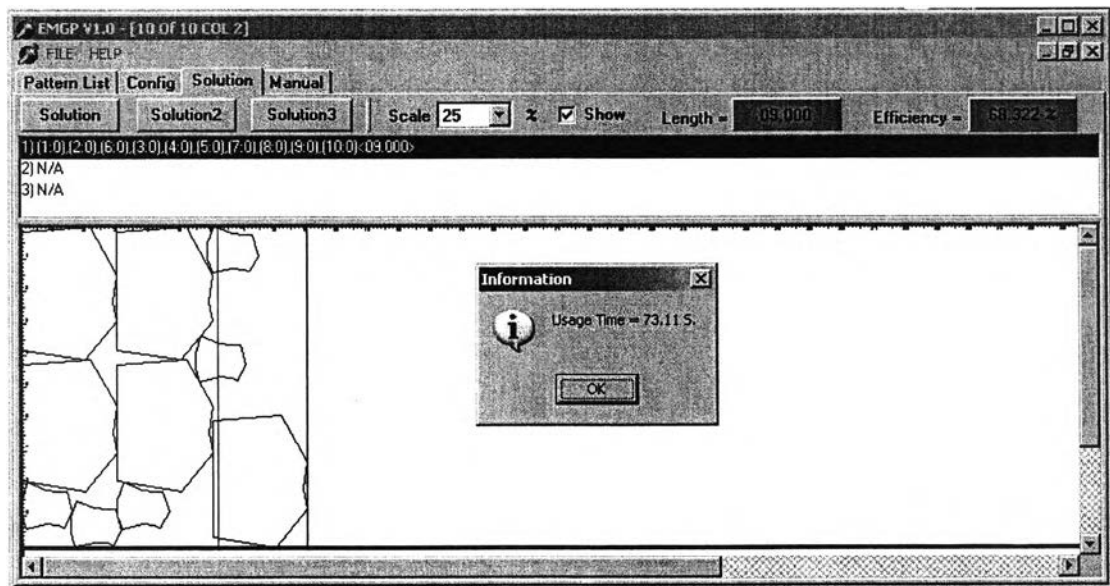 EMGP V1.0 - [10 Of 10 COL 2]
FILE HELP
Pattern List Config Solution Manual
Solution Solution2 Solution3 Scale 25 % Show Length = 09.000 Efficiency = 68.322 %
1) (1:0),(2:0),(6:0),(3:0),(4:0),(5:0),(7:0),(8:0),(9:0),(10:0)<09.000>
2) N/A
3) N/A
Information
Usage Time = 73.11 S.
OK